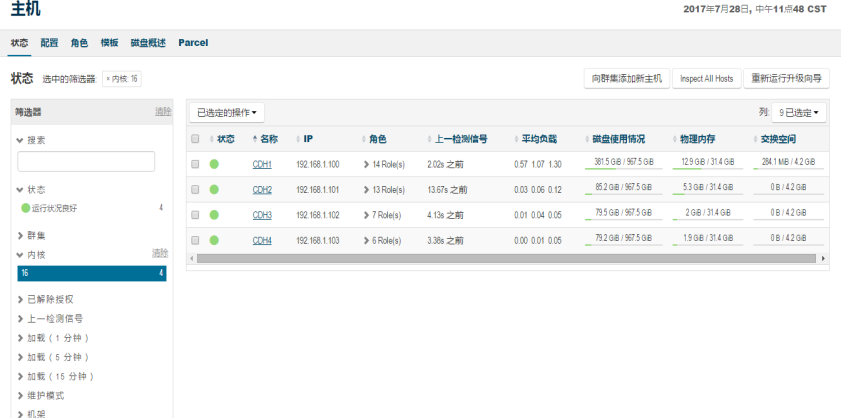 主机
2017年7月28日, 中午11点48 CST
状态 配置 角色 模板 磁盘概述 Parcel
状态 选中的筛选器 × 内核: 16 向群集添加新主机 Inspect All Hosts 重新运行升级向导
筛选器 清除
已选定的操作 列: 9 已选定
搜索
状态 名称 IP 角色 上一检测信号 平均负载 磁盘使用情况 物理内存 交换空间
CDH1 192.168.1.100 14 Role(s) 2.02s 之前 0.57 1.07 1.30 381.5 GiB / 967.5 GiB 12.9 GiB / 31.4 GiB 284.1 MiB / 4.2 GiB
CDH2 192.168.1.101 13 Role(s) 13.67s 之前 0.03 0.06 0.12 85.2 GiB / 967.5 GiB 5.3 GiB / 31.4 GiB 0 B / 4.2 GiB
CDH3 192.168.1.102 7 Role(s) 4.13s 之前 0.01 0.04 0.05 79.5 GiB / 967.5 GiB 2 GiB / 31.4 GiB 0 B / 4.2 GiB
CDH4 192.168.1.103 6 Role(s) 3.38s 之前 0.00 0.01 0.05 79.2 GiB / 967.5 GiB 1.9 GiB / 31.4 GiB 0 B / 4.2 GiB
状态
运行状况良好 4
群集
内核 清除
16 4
已解除授权
上一检测信号
加载（1 分钟）
加载（5 分钟）
加载（15 分钟）
维护模式
机架